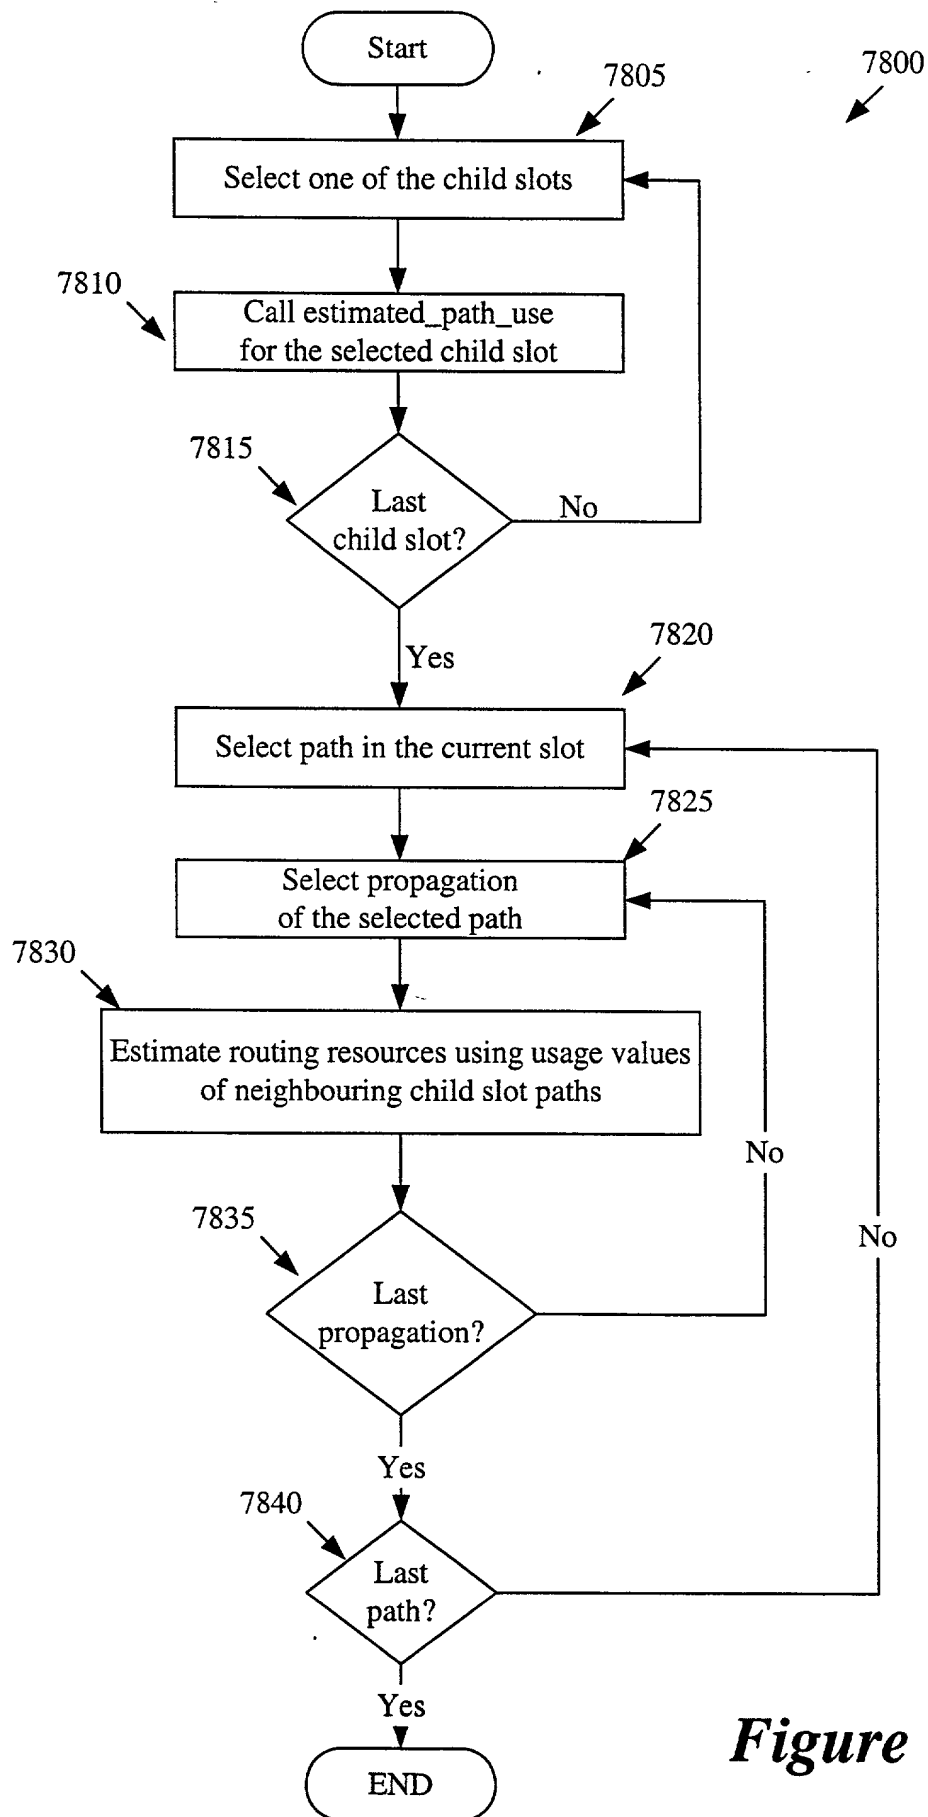 Start
7805
7800
Select one of the child slots
7810
Call estimated_path_use
for the selected child slot
7815
Last
child slot?
No
Yes
7820
Select path in the current slot
7825
Select propagation
of the selected path
7830
Estimate routing resources using usage values
of neighbouring child slot paths
No
7835
No
Last
propagation?
Yes
7840
Last
path?
Yes
Figure
END